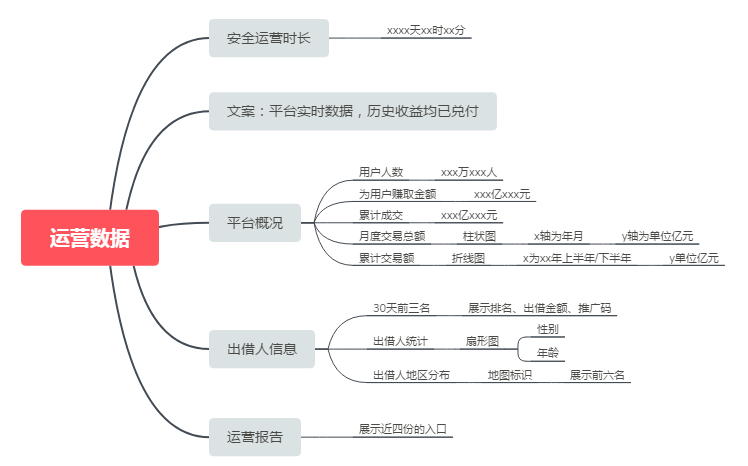 运营数据
安全运营时长
xxxx天xx时xx分
文案：平台实时数据，历史收益均已兑付
平台概况
用户人数
xxx万xxx人
为用户赚取金额
xxx亿xxx元
累计成交
xxx亿xxx元
月度交易总额
柱状图
x轴为年月
y轴为单位亿元
累计交易额
折线图
x为xx年上半年/下半年
y单位亿元
出借人信息
30天前三名
展示排名、出借金额、推广码
出借人统计
扇形图
性别
年龄
出借人地区分布
地图标识
展示前六名
运营报告
展示近四份的入口